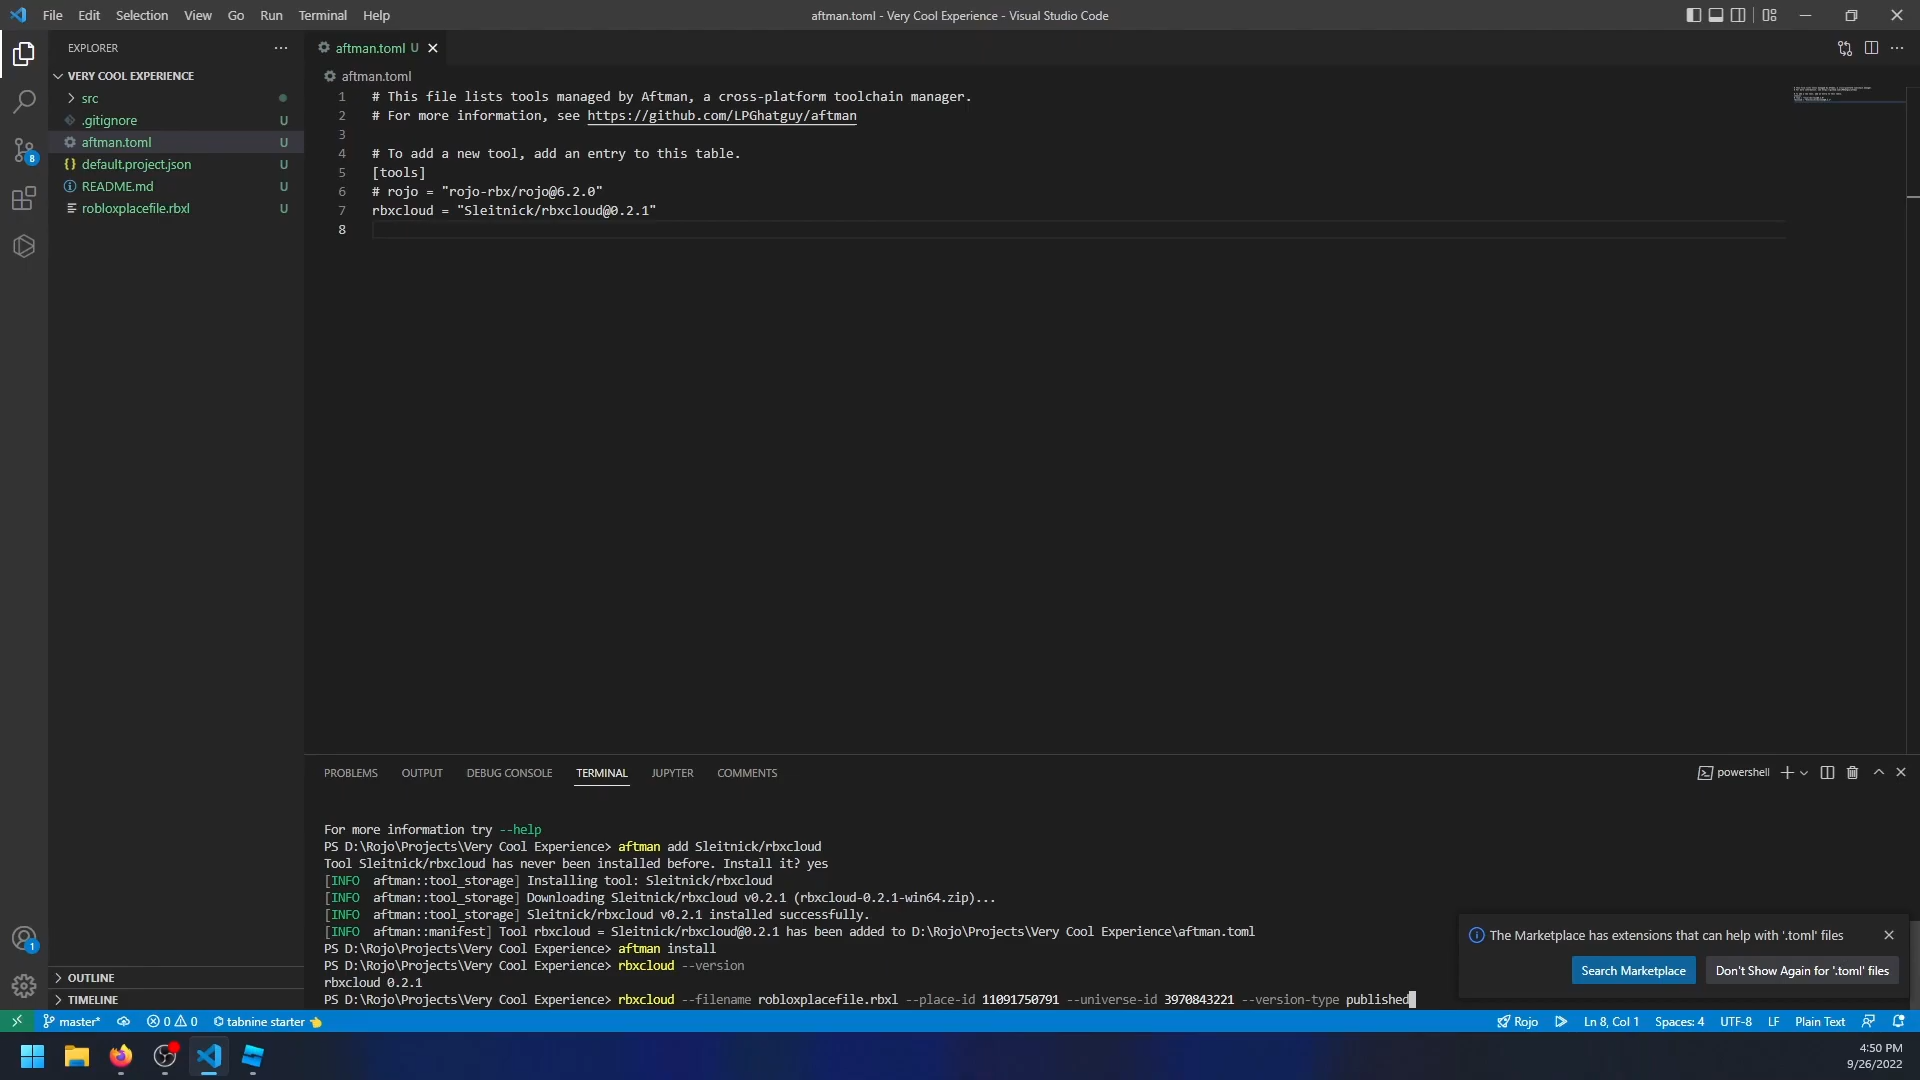 File Edit Selection View Go Run Terminal Help
aftman.toml - Very Cool Experience - Visual Studio Code
EXPLORER
VERY COOL EXPERIENCE
src
.gitignore U
aftman.toml U
default.project.json U
README.md U
robloxplacefile.rbxl U
8
1
OUTLINE
TIMELINE
aftman.toml U
aftman.toml
1 # This file lists tools managed by Aftman, a cross-platform toolchain manager.
2 # For more information, see https://github.com/LPGhatguy/aftman
3
4 # To add a new tool, add an entry to this table.
5 [tools]
6 # rojo = "rojo-rbx/rojo@6.2.0"
7 rbxcloud = "Sleitnick/rbxcloud@0.2.1"
8
PROBLEMS OUTPUT DEBUG CONSOLE TERMINAL JUPYTER COMMENTS
powershell
For more information try --help
PS D:\Rojo\Projects\Very Cool Experience> aftman add Sleitnick/rbxcloud
Tool Sleitnick/rbxcloud has never been installed before. Install it? yes
[INFO  aftman::tool_storage] Installing tool: Sleitnick/rbxcloud
[INFO  aftman::tool_storage] Downloading Sleitnick/rbxcloud v0.2.1 (rbxcloud-0.2.1-win64.zip)...
[INFO  aftman::tool_storage] Sleitnick/rbxcloud v0.2.1 installed successfully.
[INFO  aftman::manifest] Tool rbxcloud = Sleitnick/rbxcloud@0.2.1 has been added to D:\Rojo\Projects\Very Cool Experience\aftman.toml
PS D:\Rojo\Projects\Very Cool Experience> aftman install
PS D:\Rojo\Projects\Very Cool Experience> rbxcloud --version
rbxcloud 0.2.1
PS D:\Rojo\Projects\Very Cool Experience> rbxcloud --filename robloxplacefile.rbxl --place-id 11091750791 --universe-id 3970843221 --version-type published
The Marketplace has extensions that can help with '.toml' files
Search Marketplace Don't Show Again for '.toml' files
master* 0 0 tabnine starter
Rojo Ln 8, Col 1 Spaces: 4 UTF-8 LF Plain Text
4:50 PM
9/26/2022